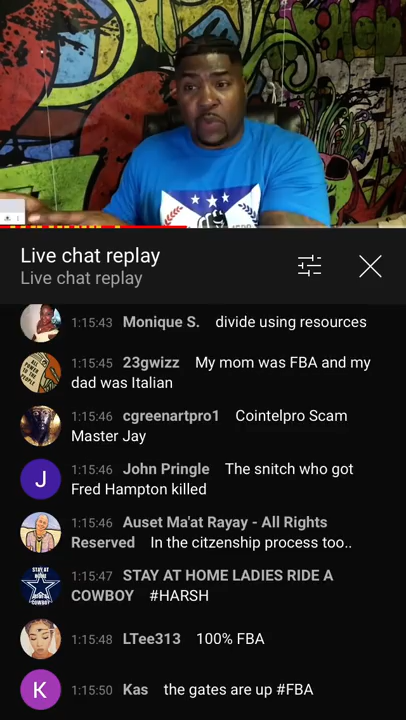 Live chat replay
Live chat replay
1:15:43 Monique S. divide using resources
1:15:45 23gwizz My mom was FBA and my
dad was Italian
1:15:46 cgreenartpro1 Cointelpro Scam
Master Jay
J 1:15:46 John Pringle The snitch who got
Fred Hampton killed
1:15:46 Auset Ma'at Rayay - All Rights
Reserved In the citzenship process too..
STAY AT HOME COWBOY
1:15:47 STAY AT HOME LADIES RIDE A
COWBOY #HARSH
1:15:48 LTee313 100% FBA
K 1:15:50 Kas the gates are up #FBA